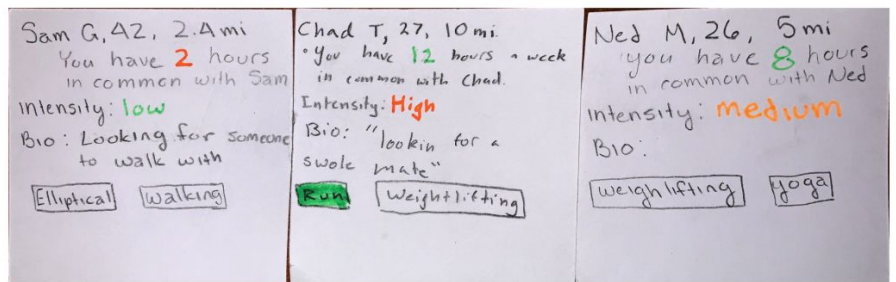 Sam G, 42, 2.4mi
You have 2 hours
in common with Sam
Intensity: low
Bio: Looking for someone
to walk with
Elliptical Walking
Chad T, 27, 10 mi.
• You have 12 hours a week
in common with Chad.
Intensity: High
Bio: "lookin for a
swole mate"
Run Weightlifting
Ned M, 26, 5mi
you have 8 hours
in common with Ned
Intensity: medium
Bio:
weighlifting yoga